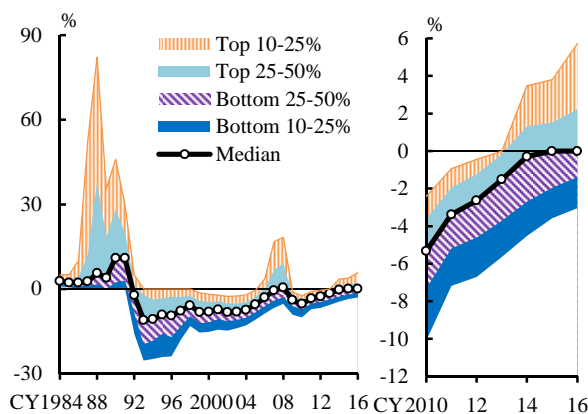 %
90
60
30
0
-30
CY1984 88 92 96 2000 04 08 12 16
Top 10-25%
Top 25-50%
Bottom 25-50%
Bottom 10-25%
Median
%
6
4
2
0
-2
-4
-6
-8
-10
-12
CY2010 12 14 16